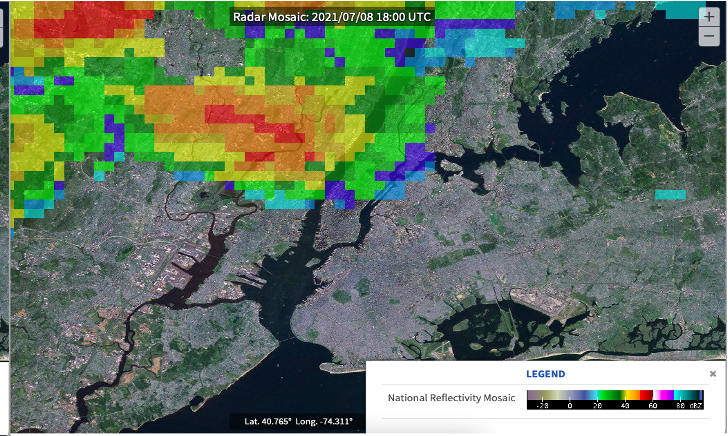 Radar Mosaic: 2021/07/08 18:00 UTC
+
−
LEGEND ×
National Reflectivity Mosaic
-20 0 20 40 60 80 dBZ
Lat. 40.765° Long. -74.311°